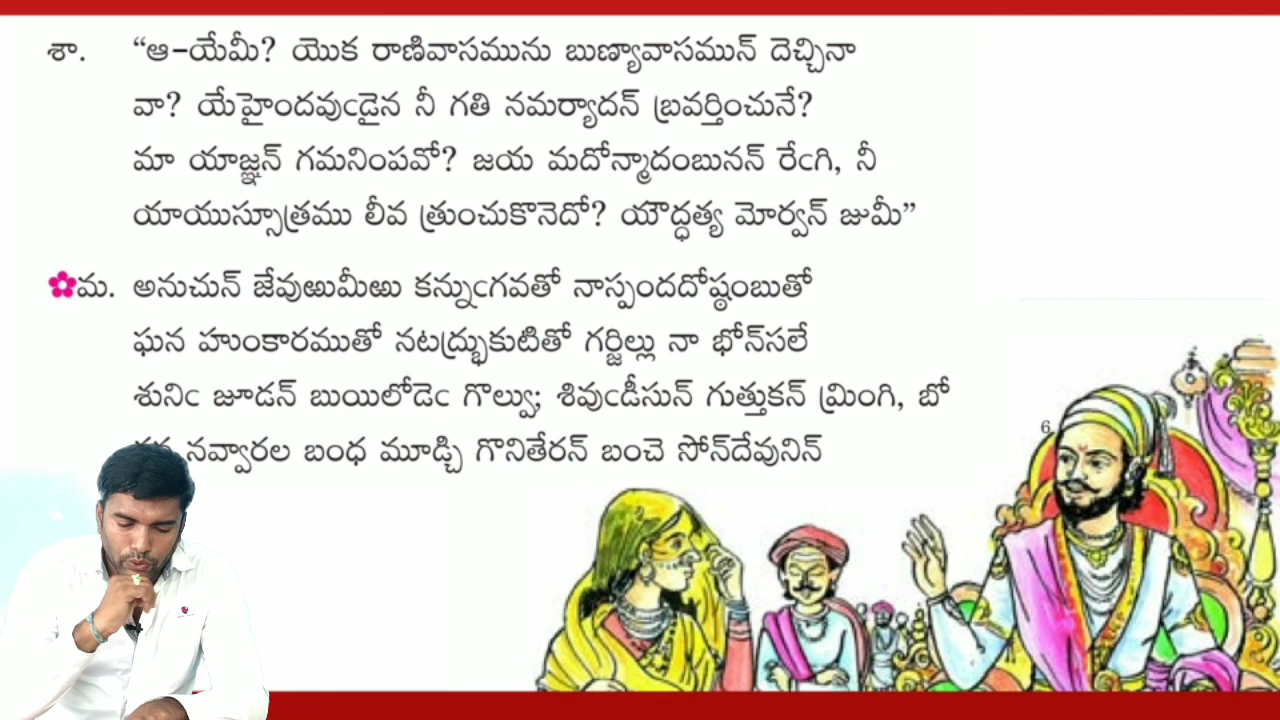 శా. “ఆ-యేమీ? యొక రాణివాసమును బుణ్యావాసమున్ దెచ్చినా
వా? యేహైందవుఁడైన నీ గతి నమర్యాదన్ బ్రవర్తించునే?
మా యాజ్ఞన్ గమనింపవో? జయ మదోన్మాదంబునన్ రేఁగి, నీ
యాయుస్సూత్రము లీవ త్రుంచుకొనెదో? యౌద్ధత్య మోర్వన్ జుమీ”
మ. అనుచున్ జేవుఱుమీఱు కన్నుఁగవతో నాస్పందదోష్ఠంబుతో
ఘన హుంకారముతో నటద్భ్రుకుటితో గర్జిల్లు నా భోన్‌సలే
శునిఁ జూడన్ బుయిలోడెఁ గొల్వు; శివుఁడీసున్ గుత్తుకన్ మ్రింగి, బో
నవ్వారల బంధ మూడ్చి గొనితేరన్ బంచె సోన్‌దేవునిన్
6.